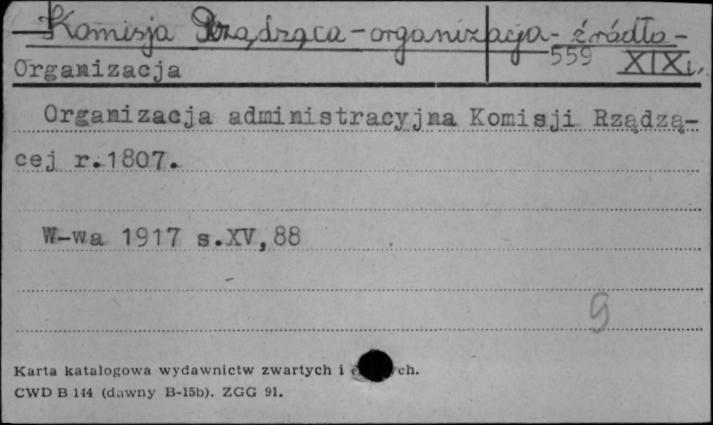 Komisja Rządząca - organizacja - źródło -
559 XIX w.
Organizacja
Organizacja administracyjna Komisji Rządzą-
cej r.1807.
W-wa 1917 s.XV,88
9
Karta katalogowa wydawnictw zwartych i
CWD B 144 (dawny B-15b). ZGG 91.